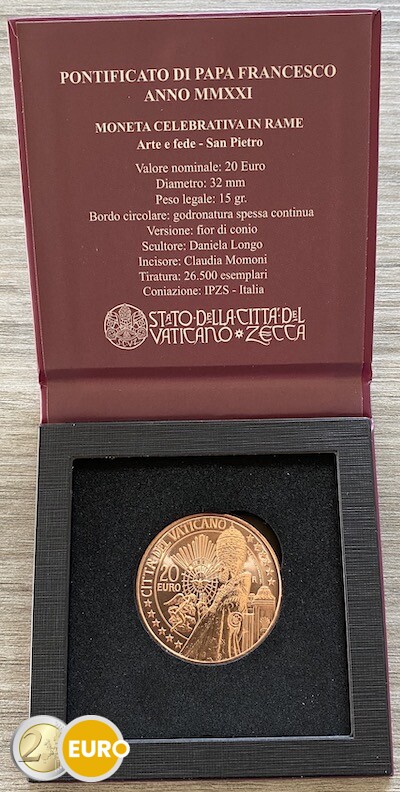 PONTIFICATO DI PAPA FRANCESCO
ANNO MMXXI
MONETA CELEBRATIVA IN RAME
Arte e fede - San Pietro
Valore nominale: 20 Euro
Diametro: 32 mm
Peso legale: 15 gr.
Bordo circolare: godronatura spessa continua
Versione: fior di conio
Scultore: Daniela Longo
Incisore: Claudia Momoni
Tiratura: 26.500 esemplari
Coniazione: IPZS - Italia
STATO DELLA CITTÀ DEL
VATICANO ZECCA
CITTÀ DEL VATICANO
20
EURO
R
2 EURO